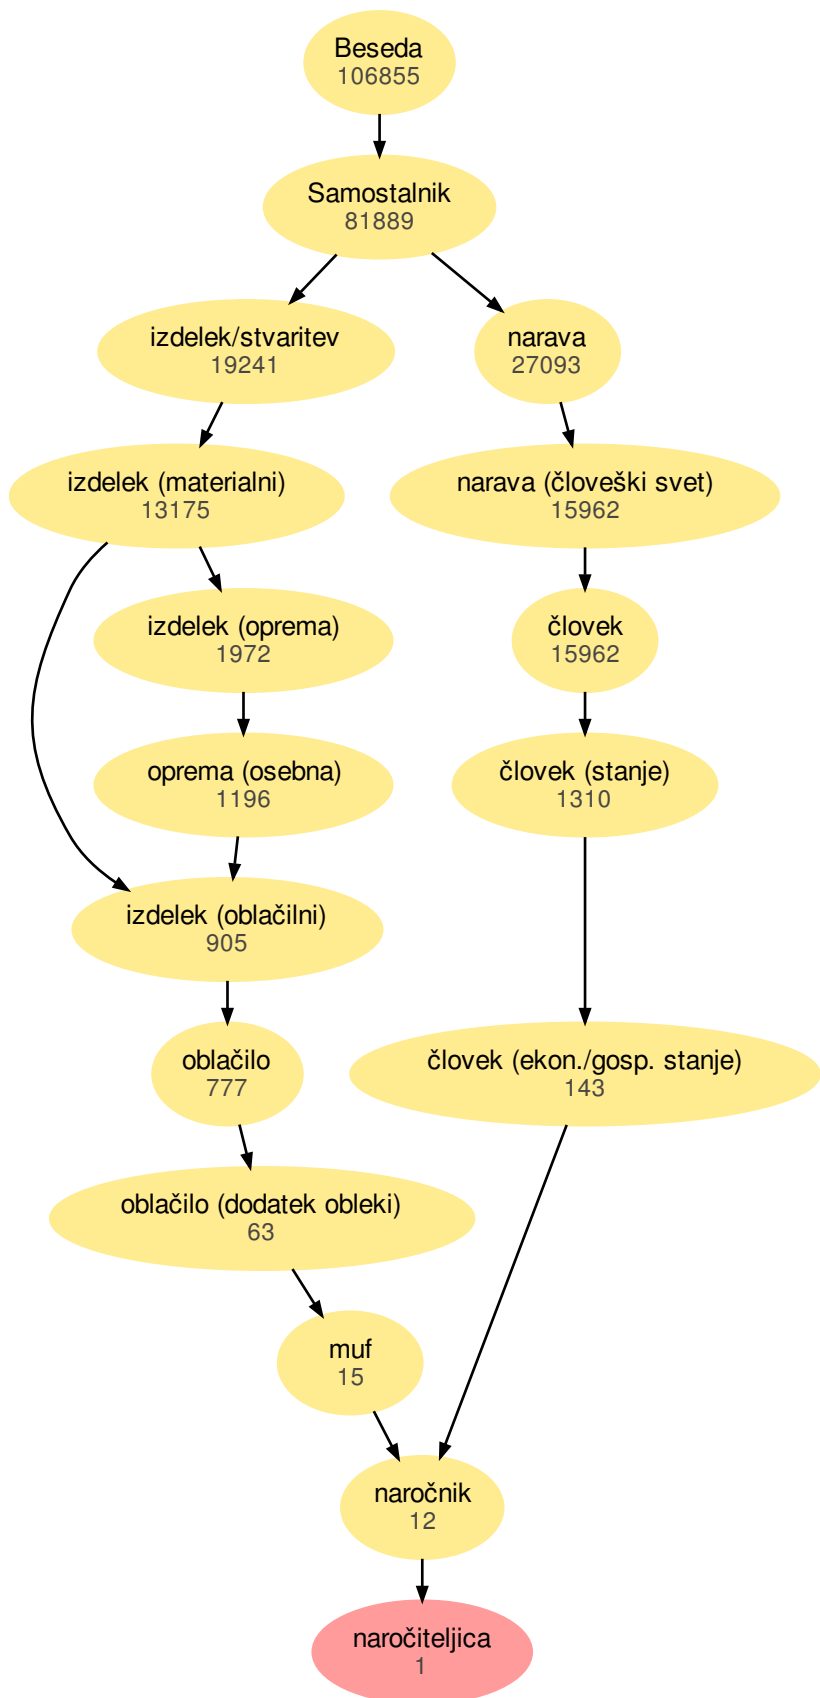 Beseda
106855
Samostalnik
81889
izdelek/stvaritev
19241
narava
27093
izdelek (materialni)
13175
narava (človeški svet)
15962
izdelek (oprema)
1972
človek
15962
oprema (osebna)
1196
človek (stanje)
1310
izdelek (oblačilni)
905
oblačilo
777
človek (ekon./gosp. stanje)
143
oblačilo (dodatek obleki)
63
muf
15
naročnik
12
naročiteljica
1